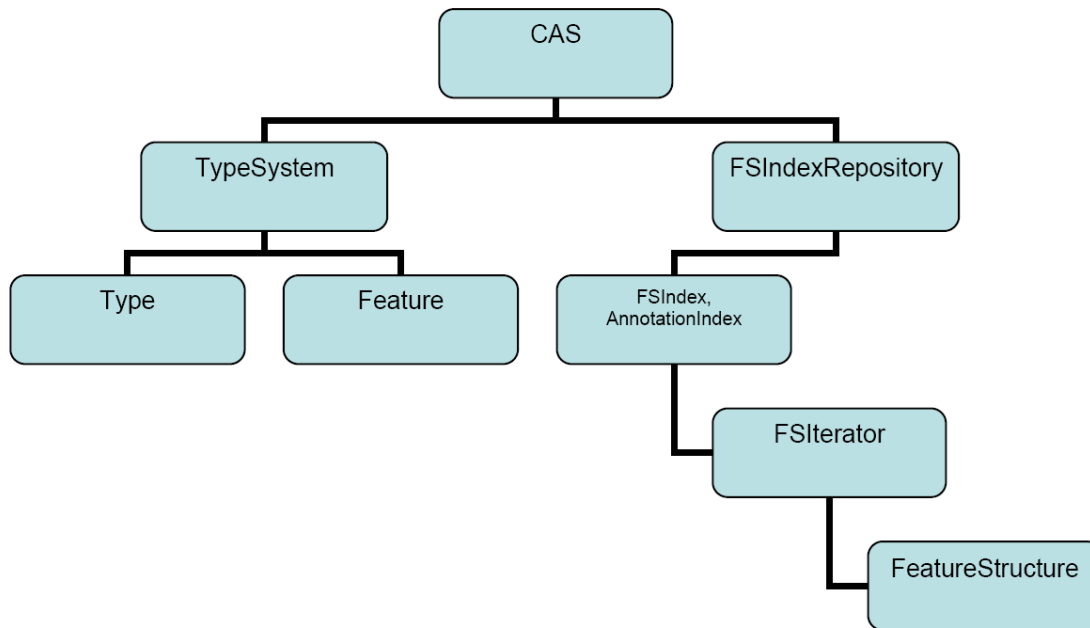 CAS
TypeSystem
FSIndexRepository
Type
Feature
FSIndex,
AnnotationIndex
FSIterator
FeatureStructure